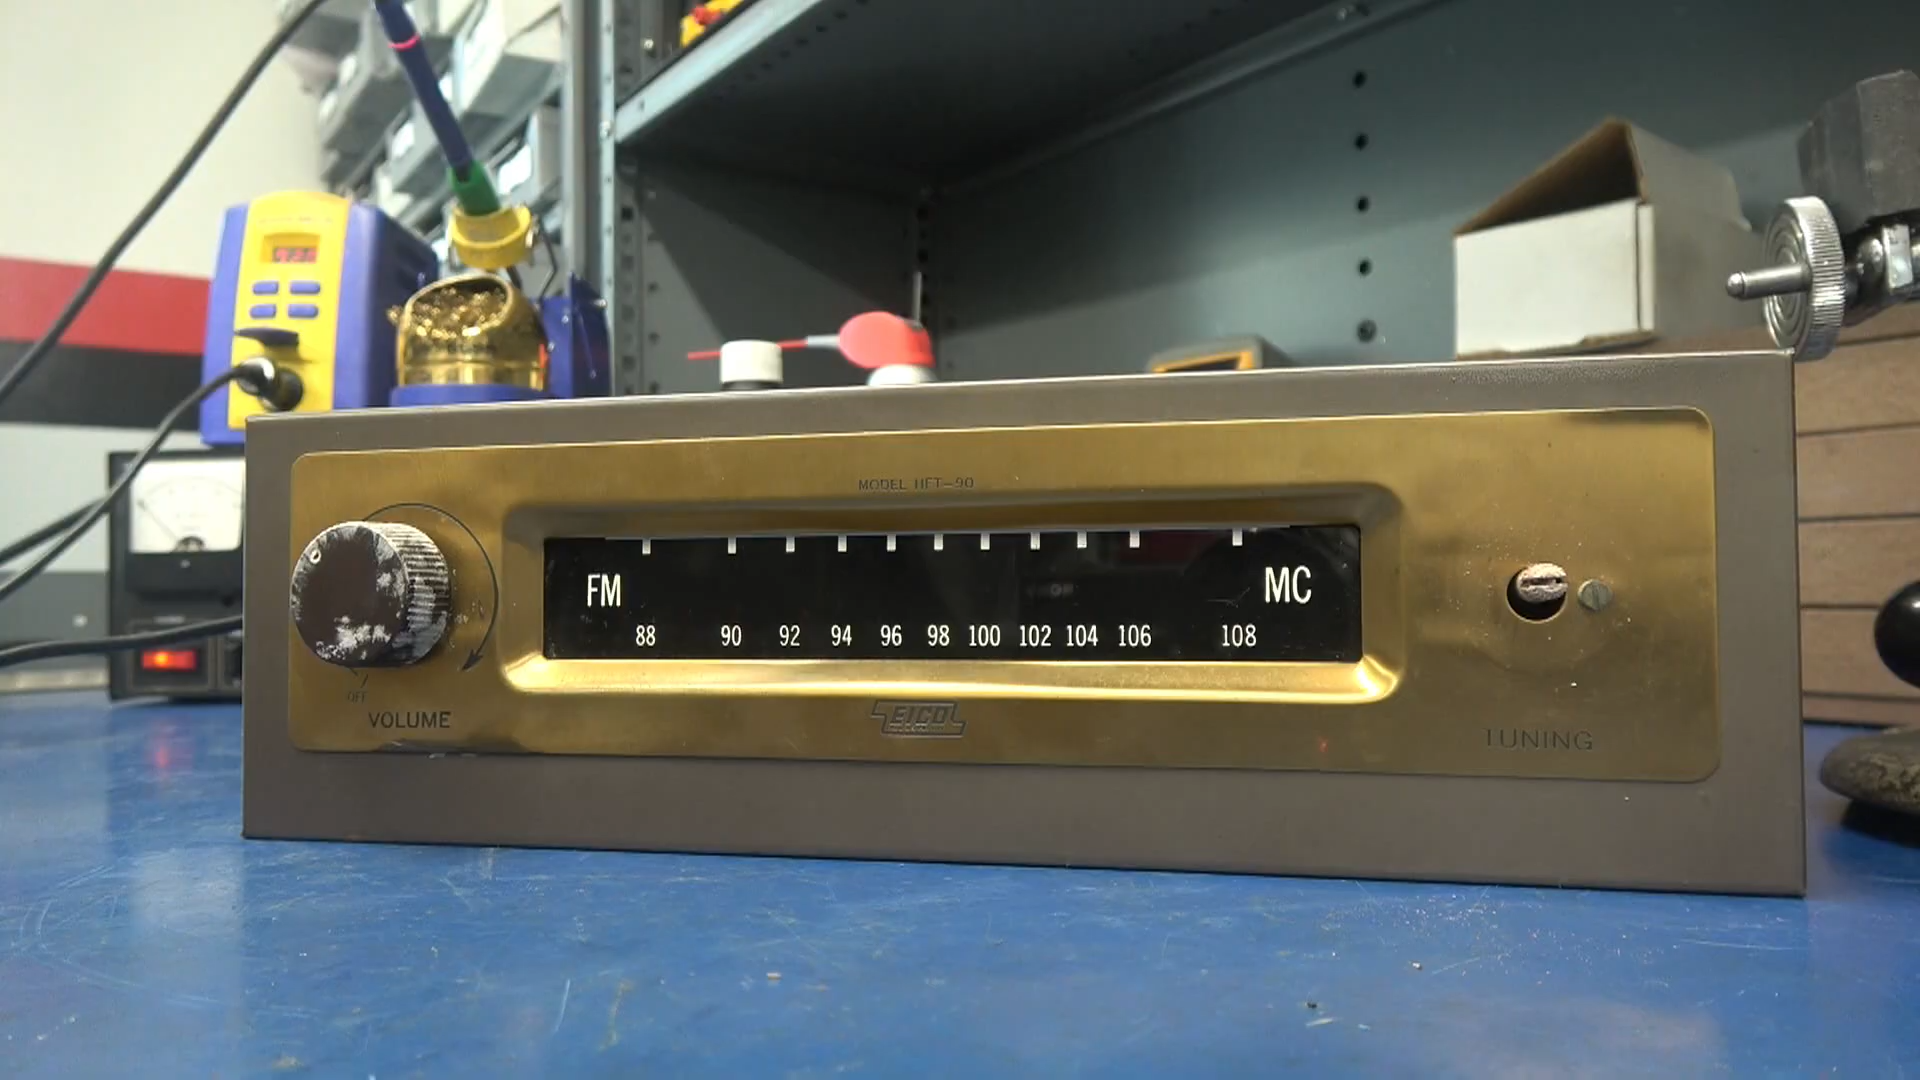 MODEL HFT-90
FM MC
88 90 92 94 96 98 100 102 104 106 108
OFF
VOLUME
EICO
TUNING